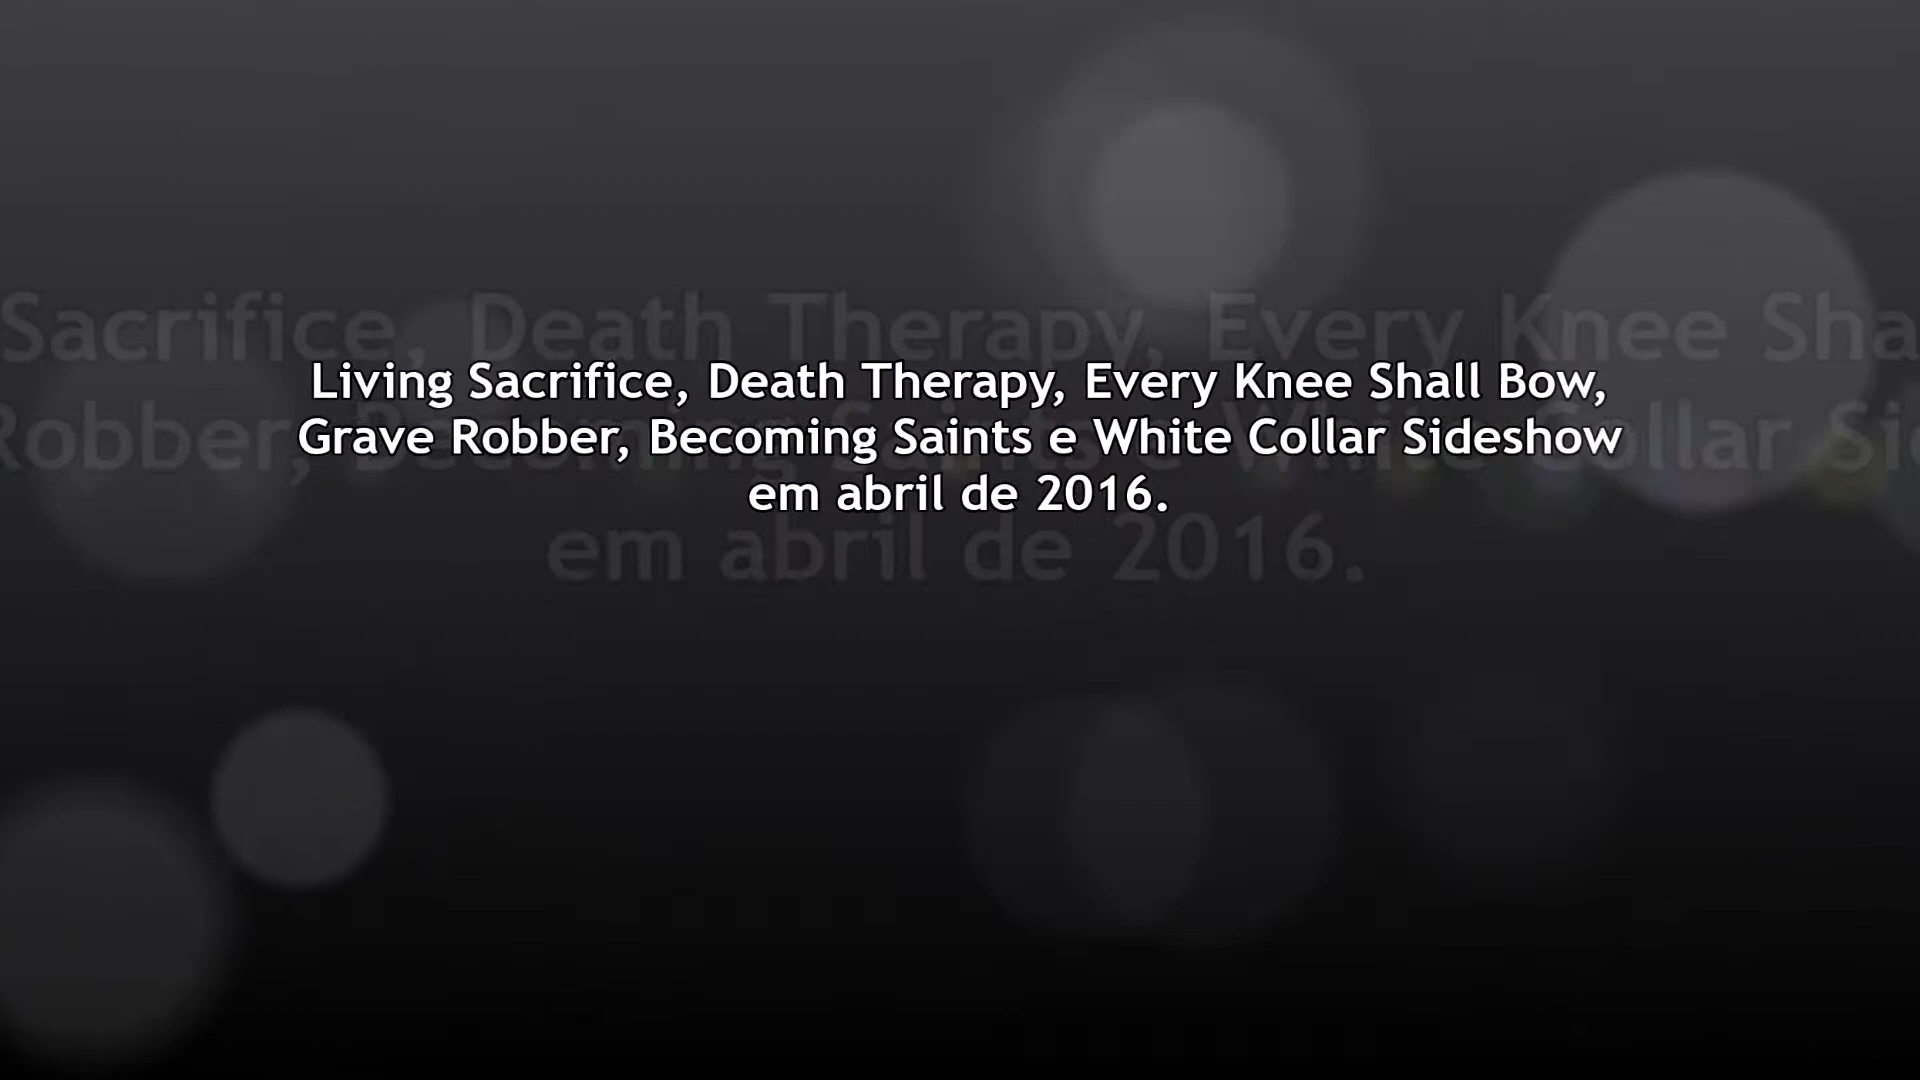 Living Sacrifice, Death Therapy, Every Knee Shall Bow,
Grave Robber, Becoming Saints e White Collar Sideshow
em abril de 2016.